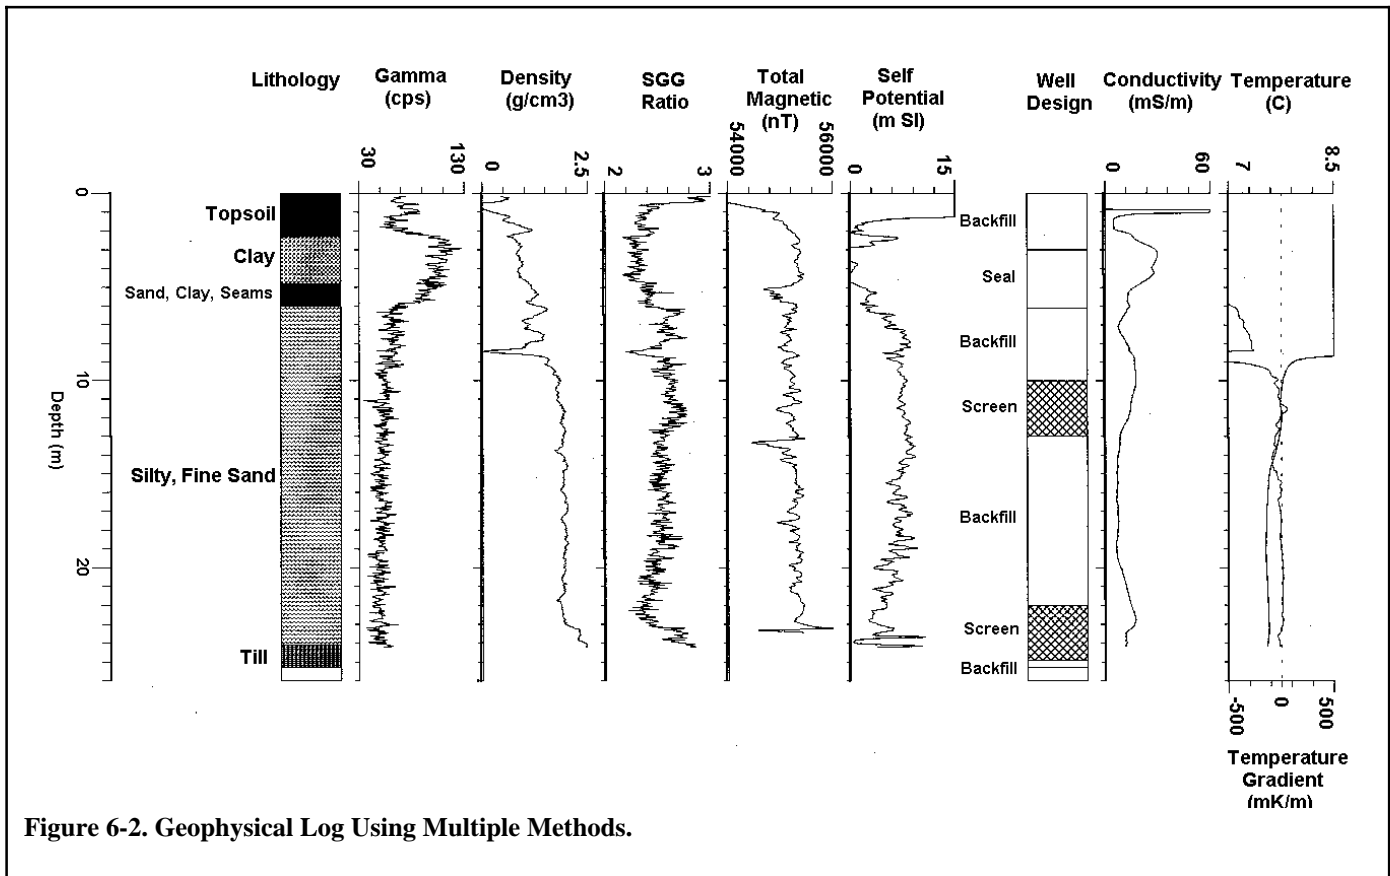 Lithology
Gamma
(cps)
Density
(g/cm3)
SGG
Ratio
Total
Magnetic
(nT)
Self
Potential
(m SI)
Well
Design
Conductivity
(mS/m)
Temperature
(C)
30
130
0
2.5
2
3
54000
56000
0
15
0
60
7
8.5
0
10
20
Depth (m)
Topsoil
Clay
Sand, Clay, Seams
Silty, Fine Sand
Till
Backfill
Seal
Backfill
Screen
Backfill
Screen
Backfill
-500
0
500
Temperature
Gradient
(mK/m)
Figure 6-2. Geophysical Log Using Multiple Methods.